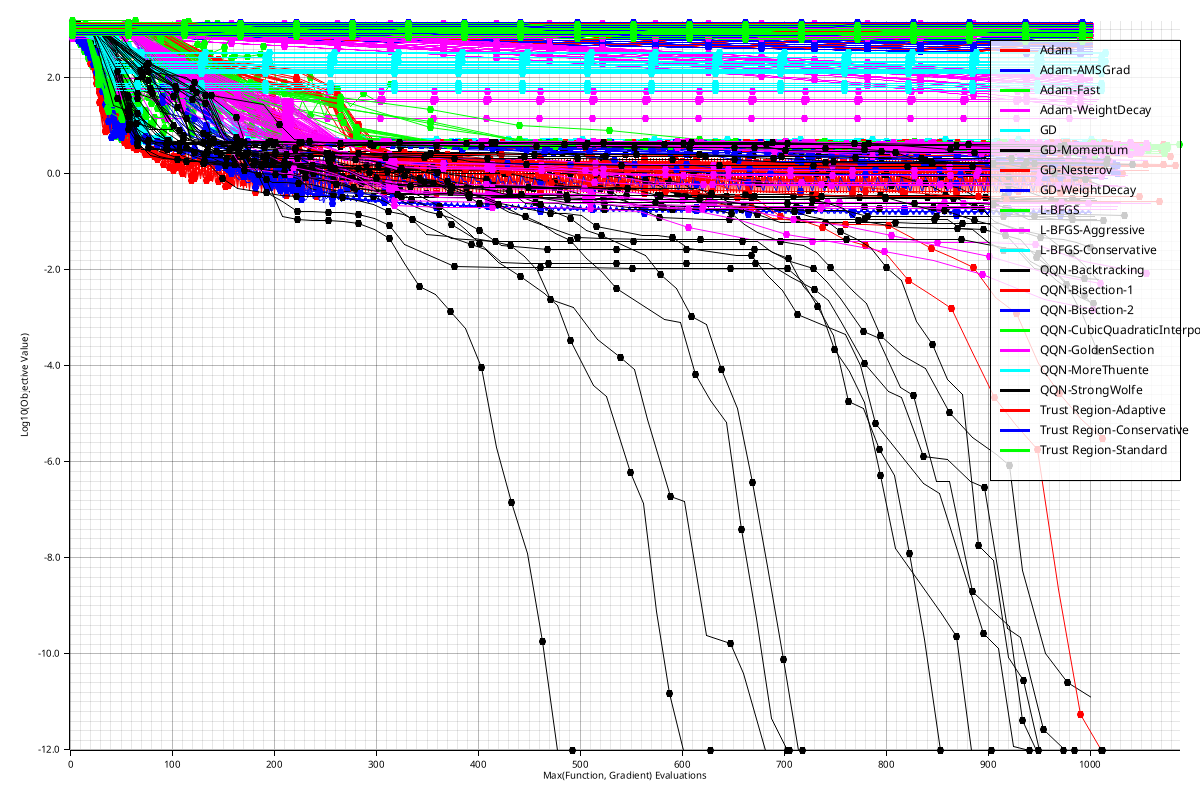 Log10(Objective Value)
2.0
0.0
-2.0
-4.0
-6.0
-8.0
-10.0
-12.0
0 100 200 300 400 500 600 700 800 900 1000
Max(Function, Gradient) Evaluations
Adam
Adam-AMSGrad
Adam-Fast
Adam-WeightDecay
GD
GD-Momentum
GD-Nesterov
GD-WeightDecay
L-BFGS
L-BFGS-Aggressive
L-BFGS-Conservative
QQN-Backtracking
QQN-Bisection-1
QQN-Bisection-2
QQN-CubicQuadraticInterpo
QQN-GoldenSection
QQN-MoreThuente
QQN-StrongWolfe
Trust Region-Adaptive
Trust Region-Conservative
Trust Region-Standard